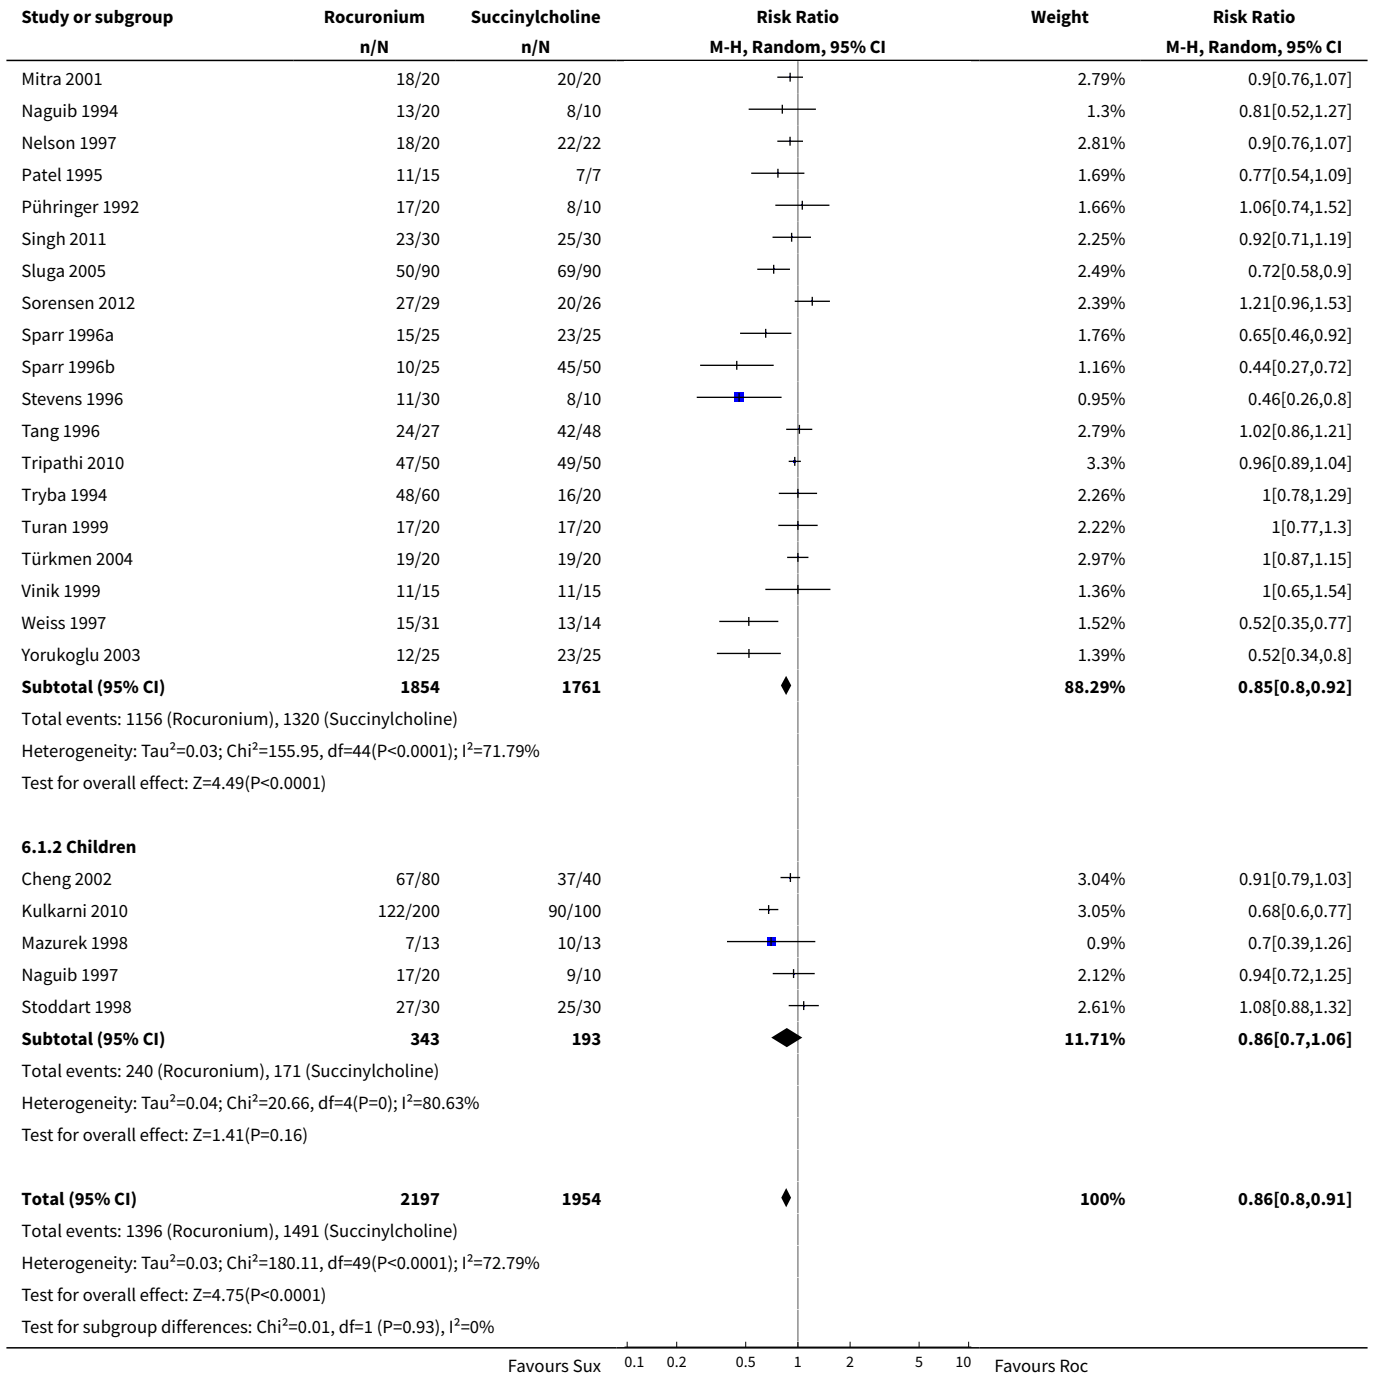 Study or subgroup Rocuronium Succinylcholine Risk Ratio Weight Risk Ratio
n/N n/N M-H, Random, 95% CI M-H, Random, 95% CI
Mitra 2001 18/20 20/20 2.79% 0.9[0.76,1.07]
Naguib 1994 13/20 8/10 1.3% 0.81[0.52,1.27]
Nelson 1997 18/20 22/22 2.81% 0.9[0.76,1.07]
Patel 1995 11/15 7/7 1.69% 0.77[0.54,1.09]
Pühringer 1992 17/20 8/10 1.66% 1.06[0.74,1.52]
Singh 2011 23/30 25/30 2.25% 0.92[0.71,1.19]
Sluga 2005 50/90 69/90 2.49% 0.72[0.58,0.9]
Sorensen 2012 27/29 20/26 2.39% 1.21[0.96,1.53]
Sparr 1996a 15/25 23/25 1.76% 0.65[0.46,0.92]
Sparr 1996b 10/25 45/50 1.16% 0.44[0.27,0.72]
Stevens 1996 11/30 8/10 0.95% 0.46[0.26,0.8]
Tang 1996 24/27 42/48 2.79% 1.02[0.86,1.21]
Tripathi 2010 47/50 49/50 3.3% 0.96[0.89,1.04]
Tryba 1994 48/60 16/20 2.26% 1[0.78,1.29]
Turan 1999 17/20 17/20 2.22% 1[0.77,1.3]
Türkmen 2004 19/20 19/20 2.97% 1[0.87,1.15]
Vinik 1999 11/15 11/15 1.36% 1[0.65,1.54]
Weiss 1997 15/31 13/14 1.52% 0.52[0.35,0.77]
Yorukoglu 2003 12/25 23/25 1.39% 0.52[0.34,0.8]
Subtotal (95% CI) 1854 1761 88.29% 0.85[0.8,0.92]
Total events: 1156 (Rocuronium), 1320 (Succinylcholine)
Heterogeneity: Tau²=0.03; Chi²=155.95, df=44(P<0.0001); I²=71.79%
Test for overall effect: Z=4.49(P<0.0001)
6.1.2 Children
Cheng 2002 67/80 37/40 3.04% 0.91[0.79,1.03]
Kulkarni 2010 122/200 90/100 3.05% 0.68[0.6,0.77]
Mazurek 1998 7/13 10/13 0.9% 0.7[0.39,1.26]
Naguib 1997 17/20 9/10 2.12% 0.94[0.72,1.25]
Stoddart 1998 27/30 25/30 2.61% 1.08[0.88,1.32]
Subtotal (95% CI) 343 193 11.71% 0.86[0.7,1.06]
Total events: 240 (Rocuronium), 171 (Succinylcholine)
Heterogeneity: Tau²=0.04; Chi²=20.66, df=4(P=0); I²=80.63%
Test for overall effect: Z=1.41(P=0.16)
Total (95% CI) 2197 1954 100% 0.86[0.8,0.91]
Total events: 1396 (Rocuronium), 1491 (Succinylcholine)
Heterogeneity: Tau²=0.03; Chi²=180.11, df=49(P<0.0001); I²=72.79%
Test for overall effect: Z=4.75(P<0.0001)
Test for subgroup differences: Chi²=0.01, df=1 (P=0.93), I²=0%
Favours Sux 0.1 0.2 0.5 1 2 5 10 Favours Roc